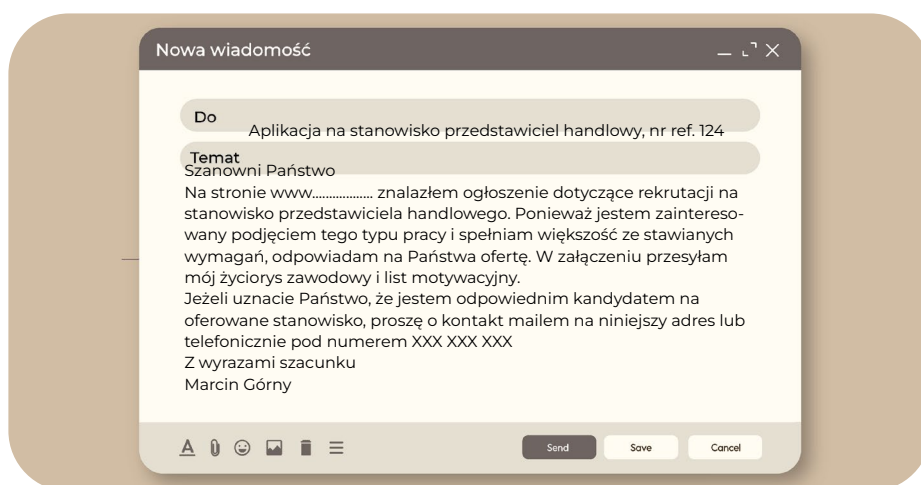 Nowa wiadomość
Do
Aplikacja na stanowisko przedstawiciel handlowy, nr ref. 124
Temat
Szanowni Państwo
Na stronie www.................. znalazłem ogłoszenie dotyczące rekrutacji na
stanowisko przedstawiciela handlowego. Ponieważ jestem zaintereso-
wany podjęciem tego typu pracy i spełniam większość ze stawianych
wymagań, odpowiadam na Państwa ofertę. W załączeniu przesyłam
mój życiorys zawodowy i list motywacyjny.
Jeżeli uznacie Państwo, że jestem odpowiednim kandydatem na
oferowane stanowisko, proszę o kontakt mailem na niniejszy adres lub
telefonicznie pod numerem XXX XXX XXX
Z wyrazami szacunku
Marcin Górny
A Send Save Cancel